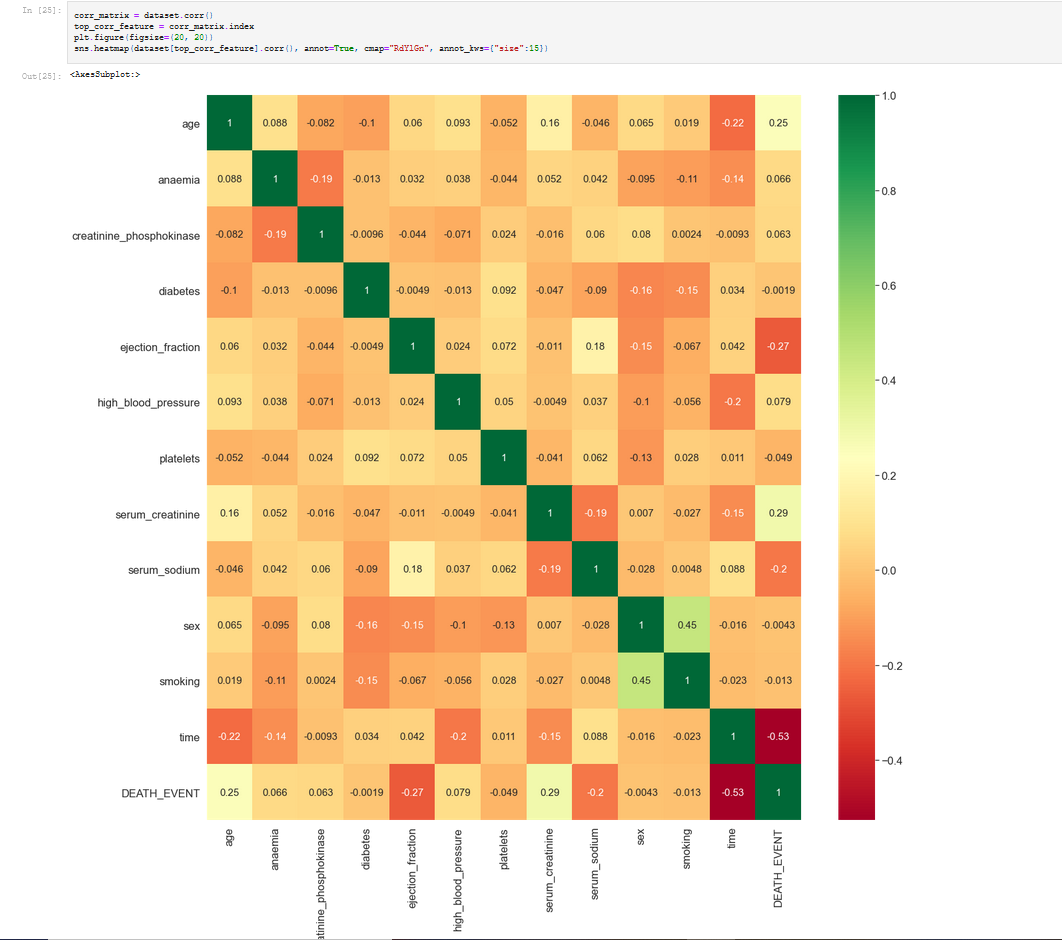 In [25]:
corr_matrix = dataset.corr()
top_corr_feature = corr_matrix.index
plt.figure(figsize=(20, 20))
sns.heatmap(dataset[top_corr_feature].corr(), annot=True, cmap="RdYlGn", annot_kws={"size":15})
Out[25]: <AxesSubplot:>
age 1 0.088 -0.082 -0.1 0.06 0.093 -0.052 0.16 -0.046 0.065 0.019 -0.22 0.25
anaemia 0.088 1 -0.19 -0.013 0.032 0.038 -0.044 0.052 0.042 -0.095 -0.11 -0.14 0.066
creatinine_phosphokinase -0.082 -0.19 1 -0.0096 -0.044 -0.071 0.024 -0.016 0.06 0.08 0.0024 -0.0093 0.063
diabetes -0.1 -0.013 -0.0096 1 -0.0049 -0.013 0.092 -0.047 -0.09 -0.16 -0.15 0.034 -0.0019
ejection_fraction 0.06 0.032 -0.044 -0.0049 1 0.024 0.072 -0.011 0.18 -0.15 -0.067 0.042 -0.27
high_blood_pressure 0.093 0.038 -0.071 -0.013 0.024 1 0.05 -0.0049 0.037 -0.1 -0.056 -0.2 0.079
platelets -0.052 -0.044 0.024 0.092 0.072 0.05 1 -0.041 0.062 -0.13 0.028 0.011 -0.049
serum_creatinine 0.16 0.052 -0.016 -0.047 -0.011 -0.0049 -0.041 1 -0.19 0.007 -0.027 -0.15 0.29
serum_sodium -0.046 0.042 0.06 -0.09 0.18 0.037 0.062 -0.19 1 -0.028 0.0048 0.088 -0.2
sex 0.065 -0.095 0.08 -0.16 -0.15 -0.1 -0.13 0.007 -0.028 1 0.45 -0.016 -0.0043
smoking 0.019 -0.11 0.0024 -0.15 -0.067 -0.056 0.028 -0.027 0.0048 0.45 1 -0.023 -0.013
time -0.22 -0.14 -0.0093 0.034 0.042 -0.2 0.011 -0.15 0.088 -0.016 -0.023 1 -0.53
DEATH_EVENT 0.25 0.066 0.063 -0.0019 -0.27 0.079 -0.049 0.29 -0.2 -0.0043 -0.013 -0.53 1
age
anaemia
atinine_phosphokinase
diabetes
ejection_fraction
high_blood_pressure
platelets
serum_creatinine
serum_sodium
sex
smoking
time
DEATH_EVENT
1.0
0.8
0.6
0.4
0.2
0.0
−0.2
−0.4